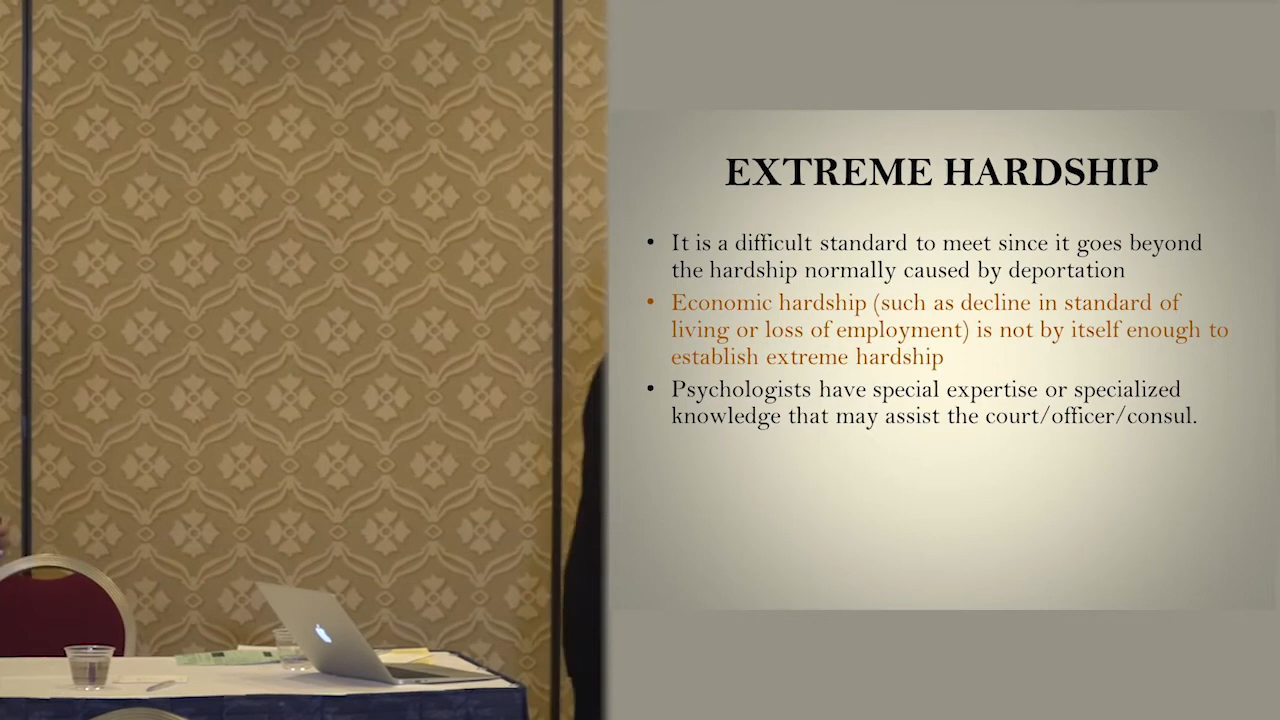 EXTREME HARDSHIP
• It is a difficult standard to meet since it goes beyond
the hardship normally caused by deportation
• Economic hardship (such as decline in standard of
living or loss of employment) is not by itself enough to
establish extreme hardship
• Psychologists have special expertise or specialized
knowledge that may assist the court/officer/consul.